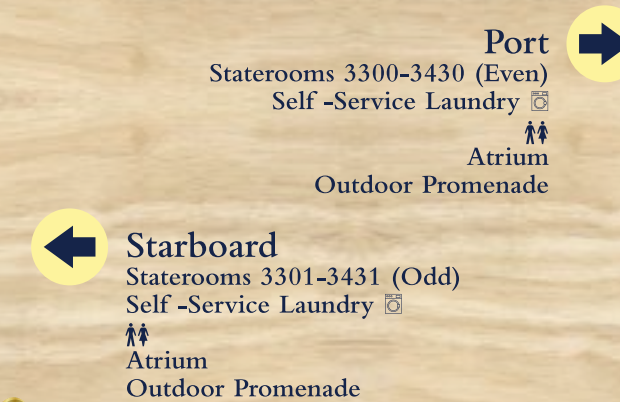 Port
Staterooms 3300-3430 (Even)
Self -Service Laundry
Atrium
Outdoor Promenade
Starboard
Staterooms 3301-3431 (Odd)
Self -Service Laundry
Atrium
Outdoor Promenade